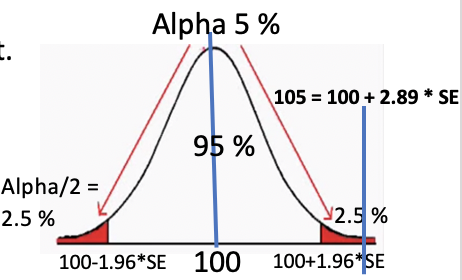 Alpha 5 %
t.
105 = 100 + 2.89 * SE
95 %
Alpha/2 =
2.5 %
2.5 %
100-1.96*SE
100
100+1.96*SE